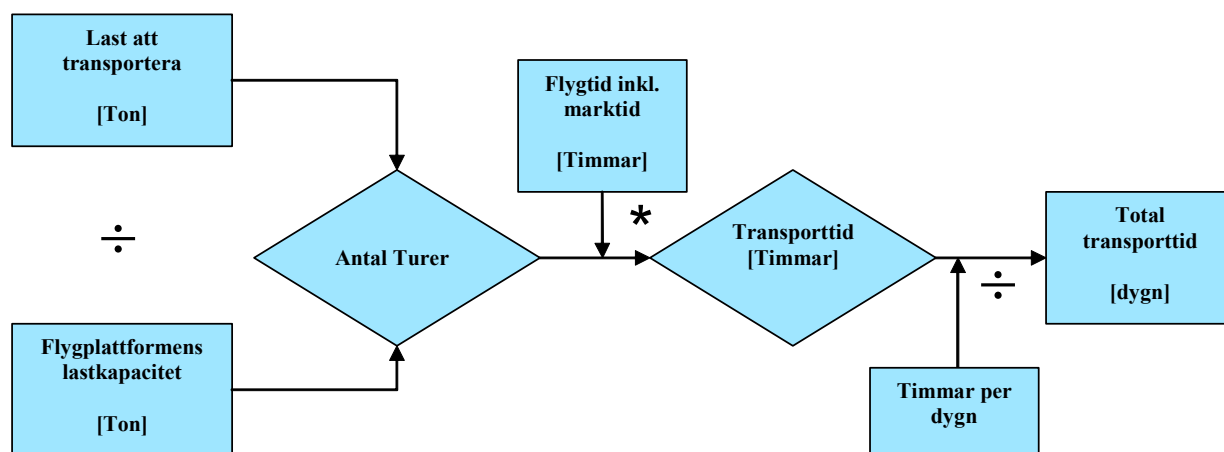 Last att
transportera
[Ton]
÷
Flygplattformens
lastkapacitet
[Ton]
Antal Turer
Flygtid inkl.
marktid
[Timmar]
*
Transporttid
[Timmar]
÷
Timmar per
dygn
Total
transporttid
[dygn]